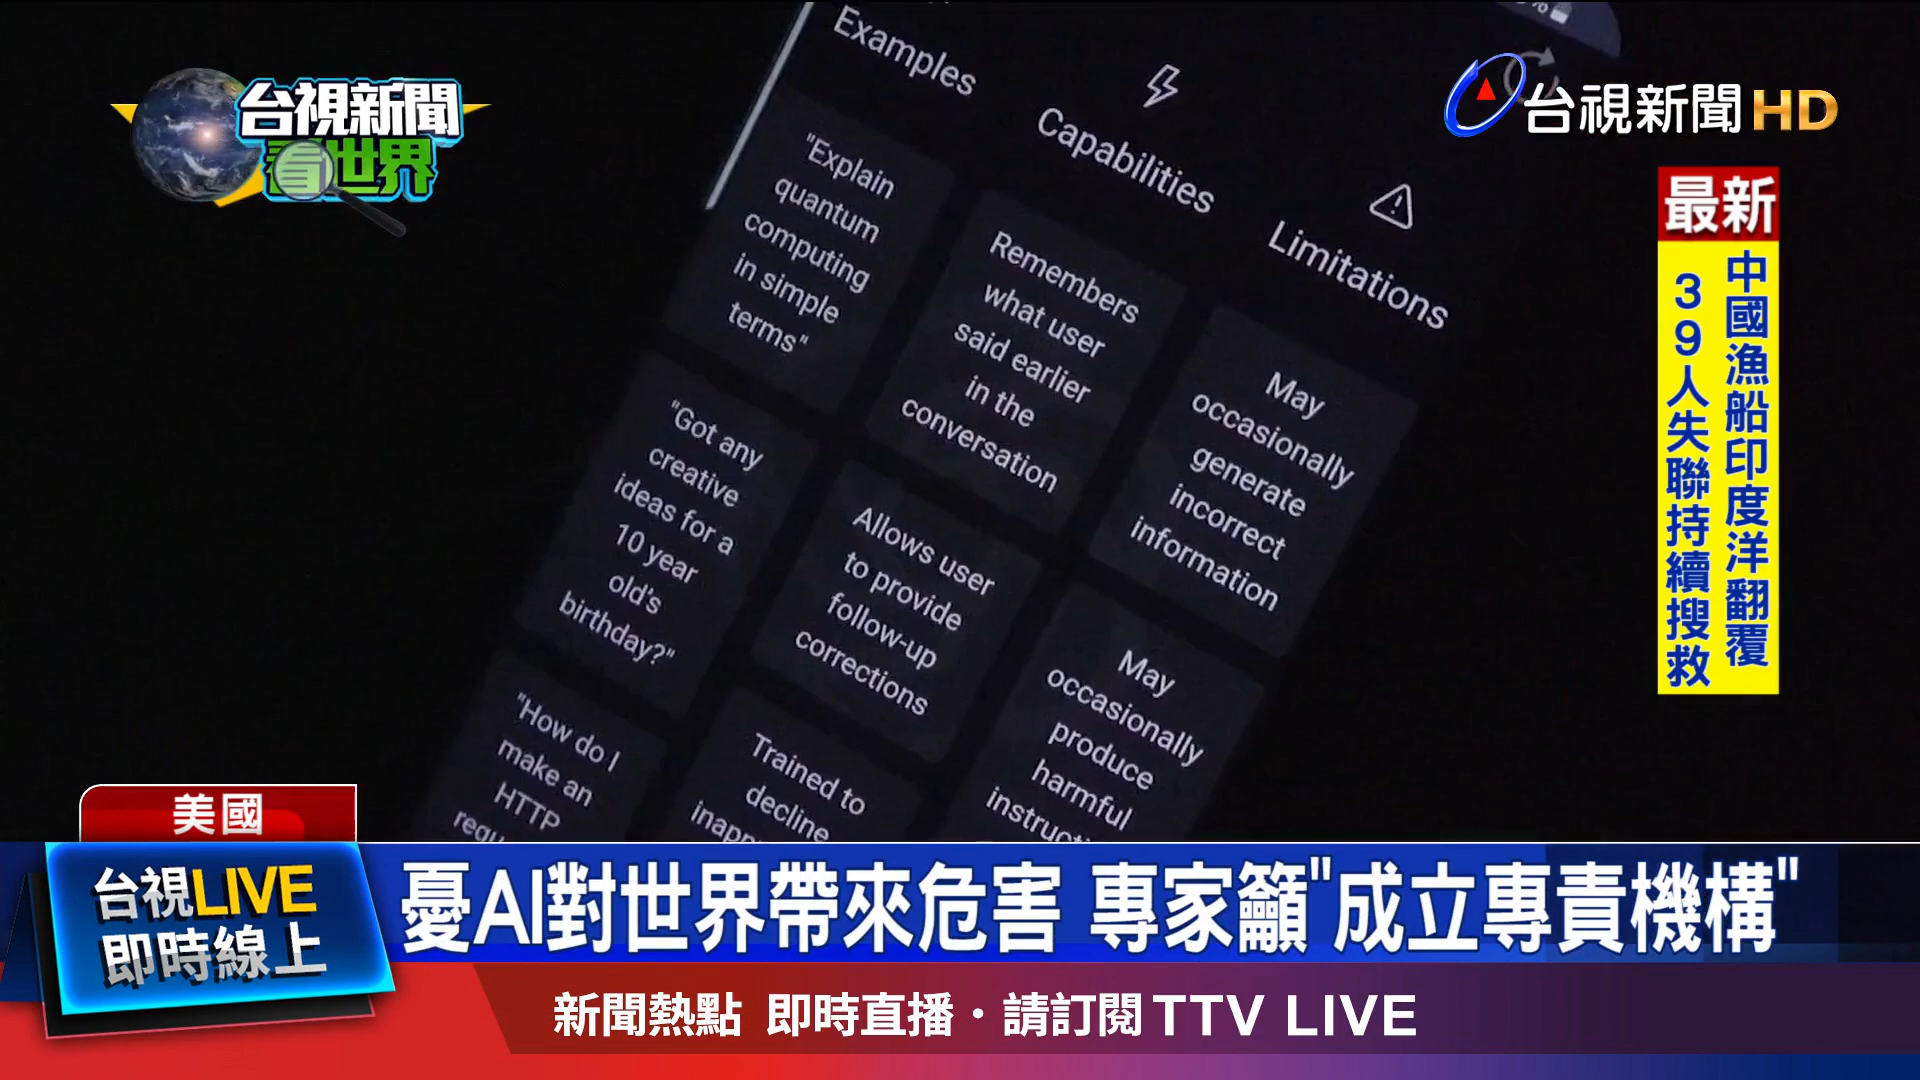 台視新聞
看世界
台視新聞HD
最新
中國漁船印度洋翻覆
39人失聯持續搜救
Examples
"Explain
quantum
computing
in simple
terms"
"Got any
creative
ideas for a
10 year
old's
birthday?"
"How do I
make an
HTTP
Capabilities
Remembers
what user
said earlier
in the
conversation
Allows user
to provide
follow-up
corrections
Trained to
decline
Limitations
May
occasionally
generate
incorrect
information
May
occasionally
produce
harmful
美國
台視LIVE
即時線上
憂AI對世界帶來危害 專家籲"成立專責機構"
新聞熱點 即時直播・請訂閱TTV LIVE